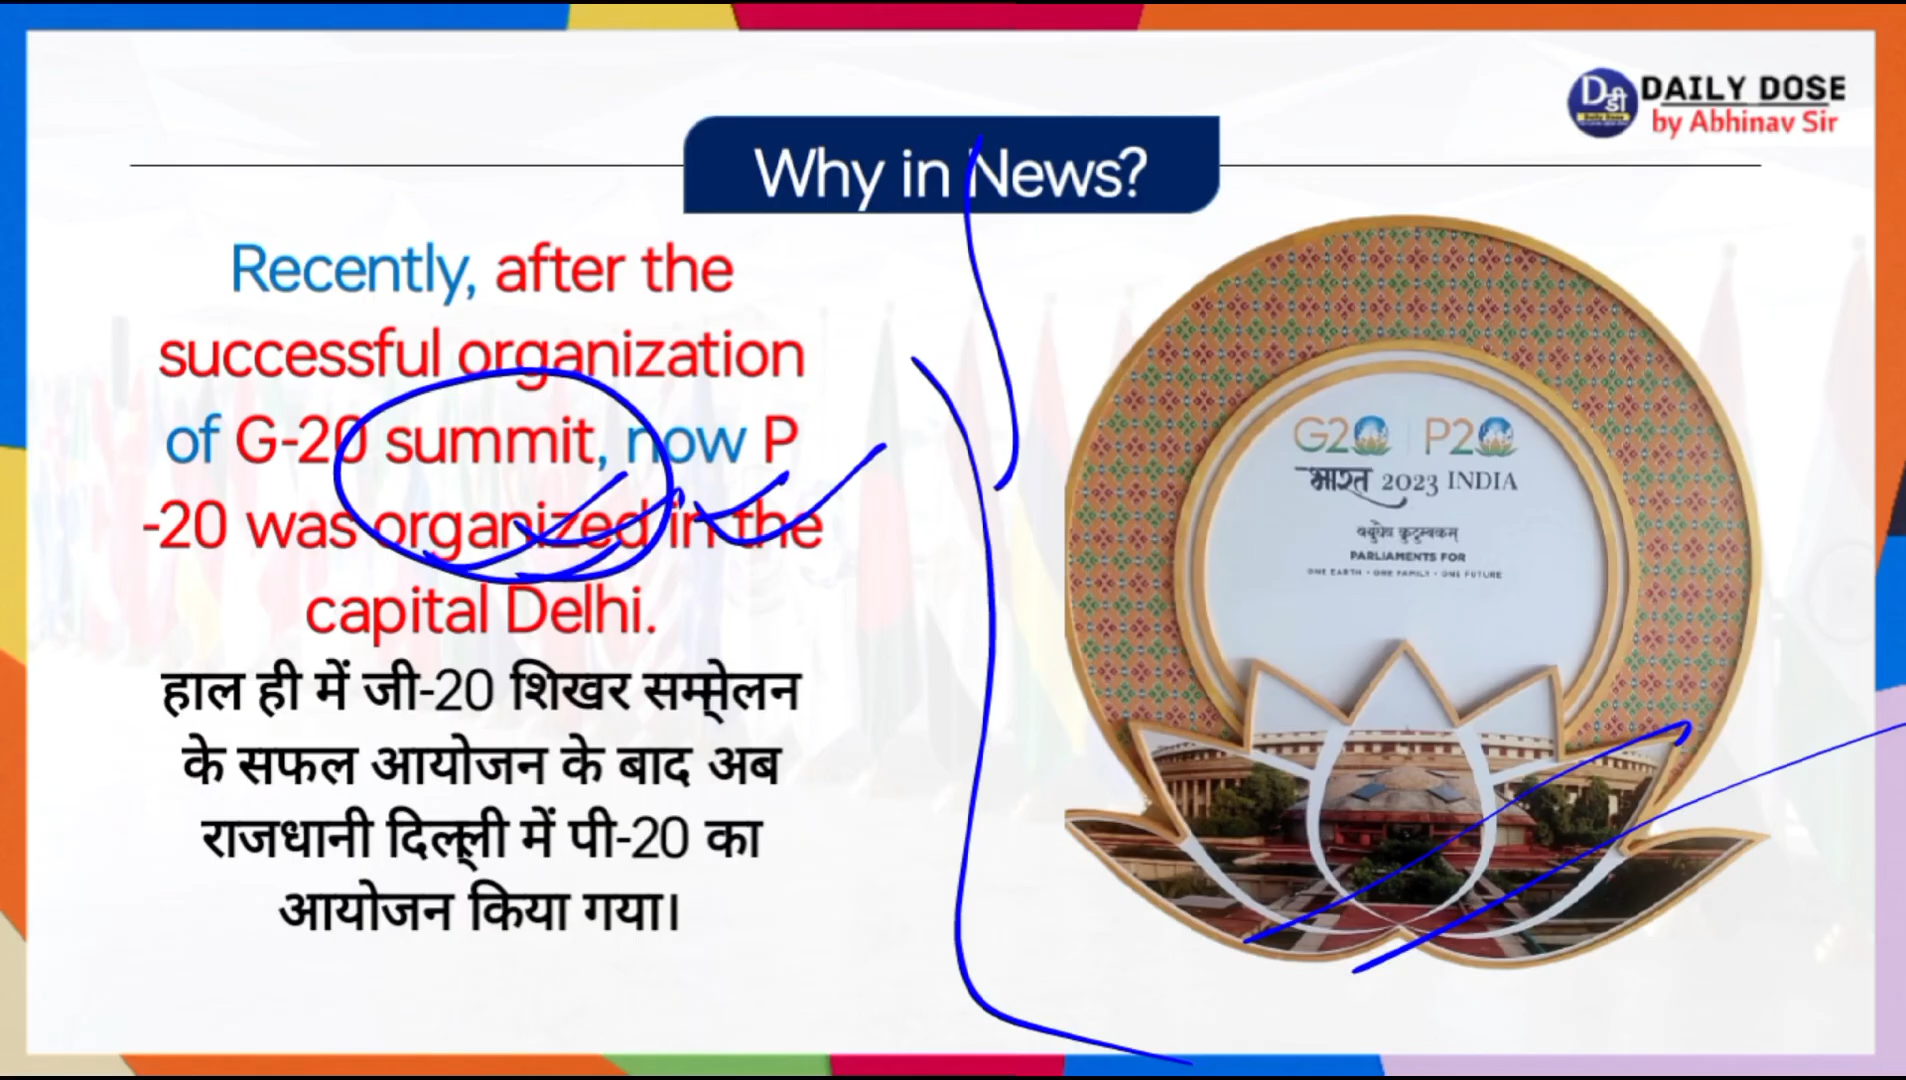 Dडी
DAILY DOSE
by Abhinav Sir
Why in News?
Recently, after the
successful organization
of G-20 summit, now P
-20 was organized in the
capital Delhi.
हाल ही में जी-20 शिखर सम्मेलन
के सफल आयोजन के बाद अब
राजधानी दिल्ली में पी-20 का
आयोजन किया गया।
G20 | P20
भारत 2023 INDIA
वसुधैव कुटुम्बकम्
PARLIAMENTS FOR
ONE EARTH • ONE FAMILY • ONE FUTURE